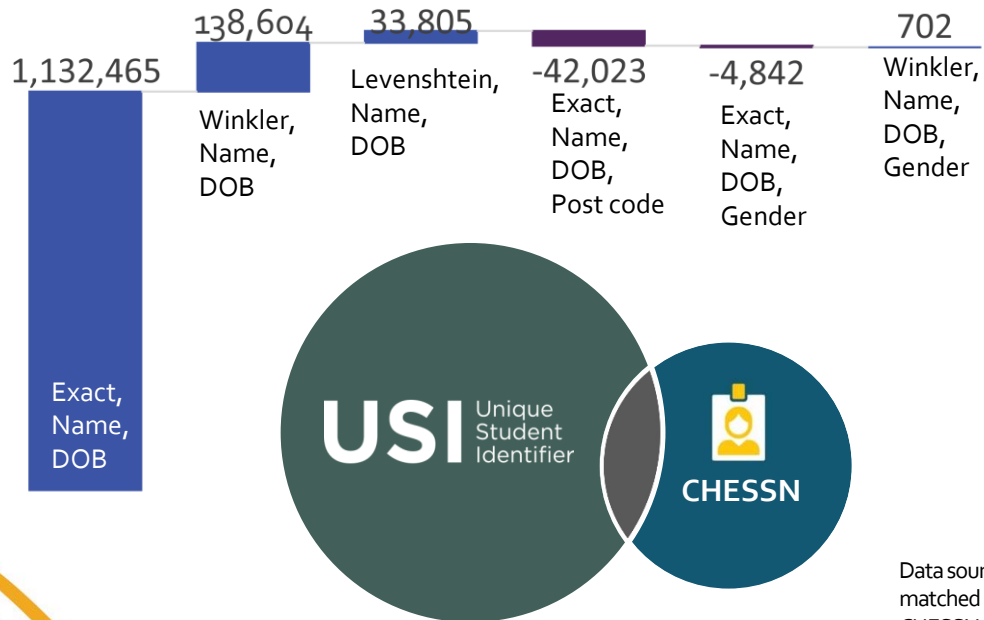 1,132,465
Exact,
Name,
DOB
138,604
Winkler,
Name,
DOB
33,805
Levenshtein,
Name,
DOB
-42,023
Exact,
Name,
DOB,
Post code
-4,842
Exact,
Name,
DOB,
Gender
702
Winkler,
Name,
DOB,
Gender
USI
Unique
Student
Identifier
CHESSN
matched